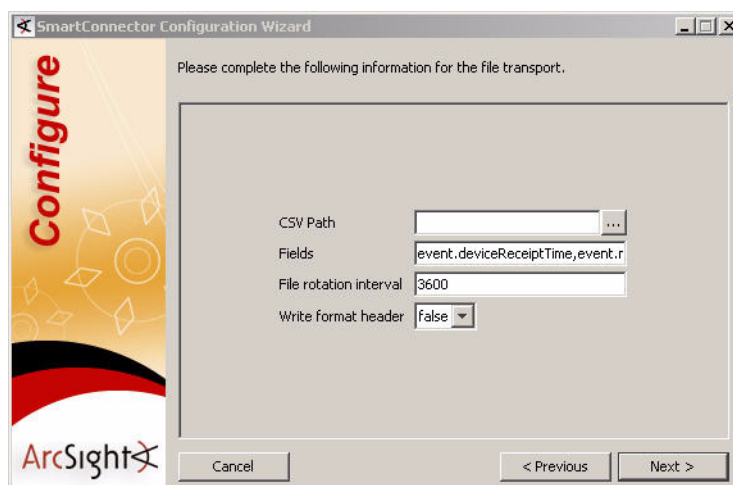 SmartConnector Configuration Wizard
Configure
Please complete the following information for the file transport.
CSV Path
...
Fields
event.deviceReceiptTime,event.r
File rotation interval
3600
Write format header
false
ArcSight
Cancel
< Previous
Next >